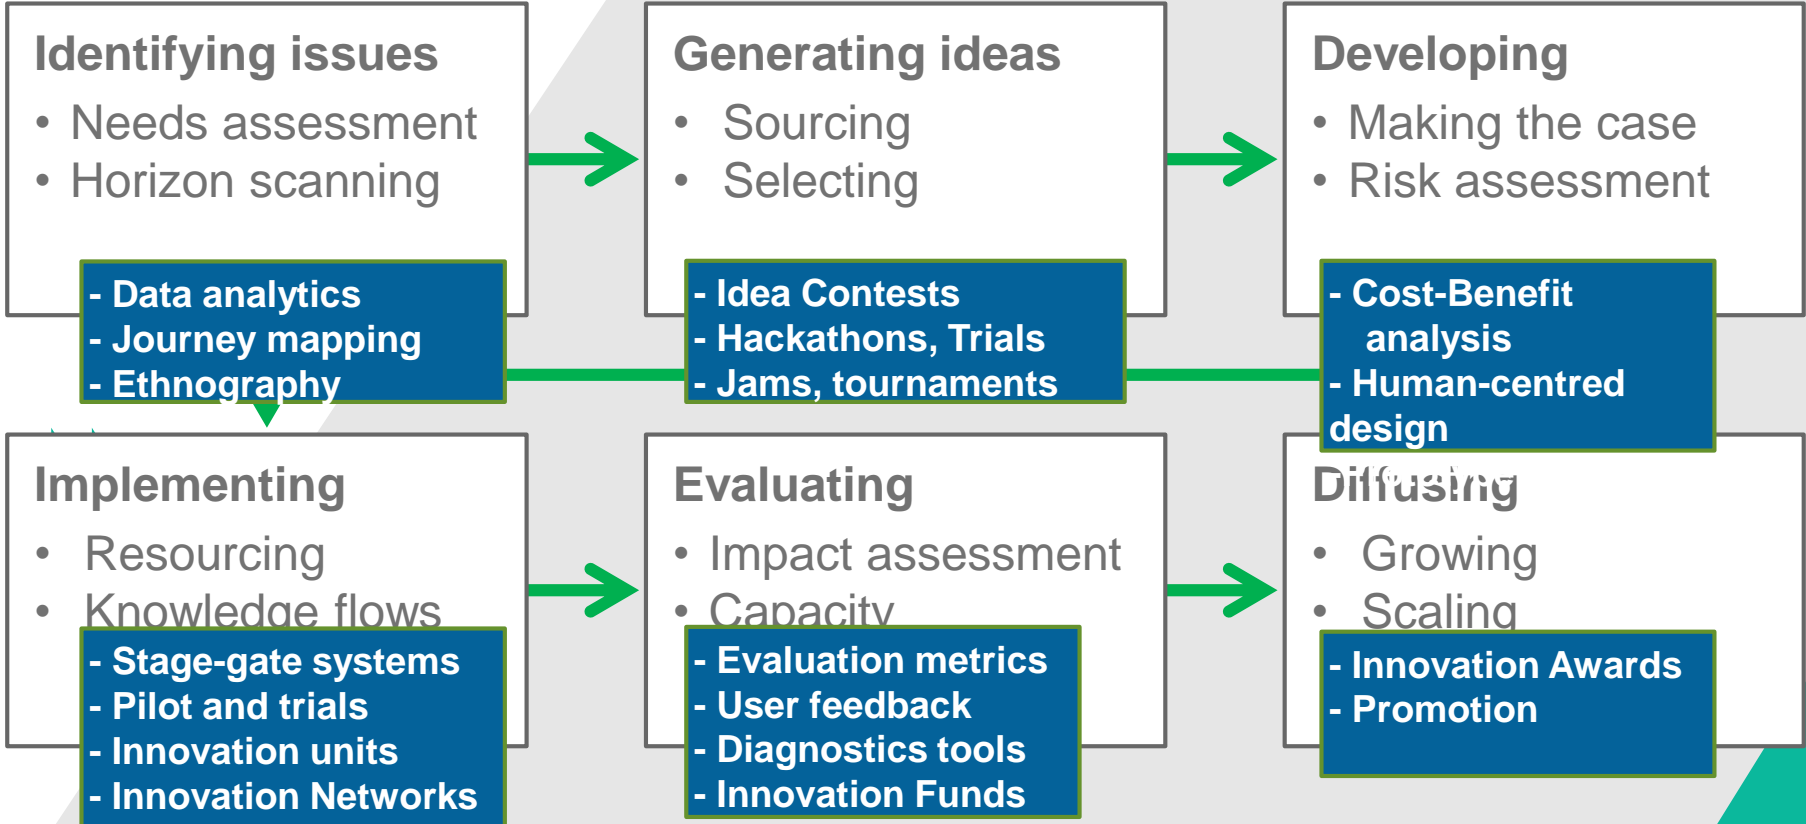 Identifying issues
• Needs assessment
• Horizon scanning
- Data analytics
- Journey mapping
- Ethnography
Generating ideas
• Sourcing
• Selecting
- Idea Contests
- Hackathons, Trials
- Jams, tournaments
Developing
• Making the case
• Risk assessment
- Cost-Benefit
analysis
- Human-centred
design
Implementing
• Resourcing
• Knowledge flows
- Stage-gate systems
- Pilot and trials
- Innovation units
- Innovation Networks
Evaluating
• Impact assessment
• Capacity
- Evaluation metrics
- User feedback
- Diagnostics tools
- Innovation Funds
Diffusing
• Growing
• Scaling
- Innovation Awards
- Promotion